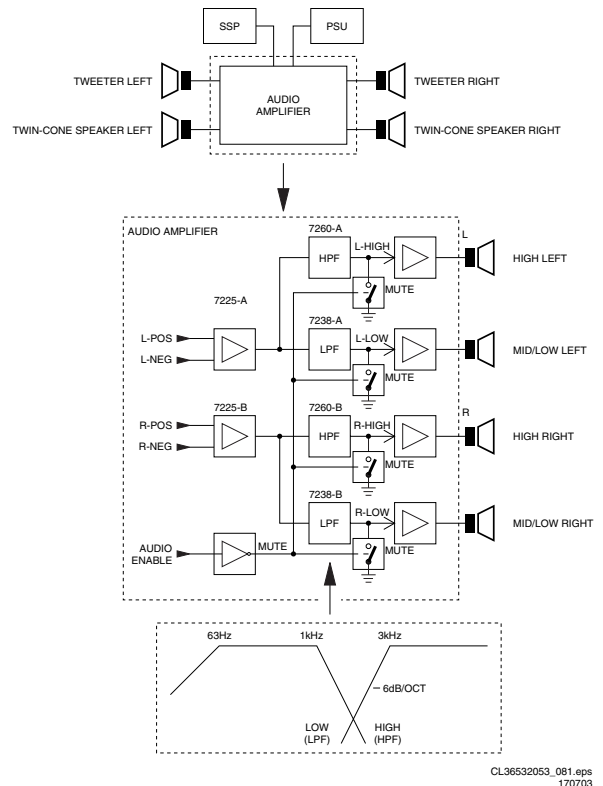 SSP
PSU
TWEETER LEFT
TWEETER RIGHT
AUDIO
AMPLIFIER
TWIN-CONE SPEAKER LEFT
TWIN-CONE SPEAKER RIGHT
AUDIO AMPLIFIER
7260-A
L
HPF
L-HIGH
HIGH LEFT
MUTE
7225-A
7238-A
L-POS
L-NEG
LPF
L-LOW
MID/LOW LEFT
MUTE
7225-B
7260-B
R
R-POS
R-NEG
HPF
R-HIGH
HIGH RIGHT
MUTE
7238-B
LPF
R-LOW
MID/LOW RIGHT
AUDIO
ENABLE
MUTE
MUTE
63Hz
1kHz
3kHz
6dB/OCT
LOW
(LPF)
HIGH
(HPF)
CL36532053_081.eps
170703